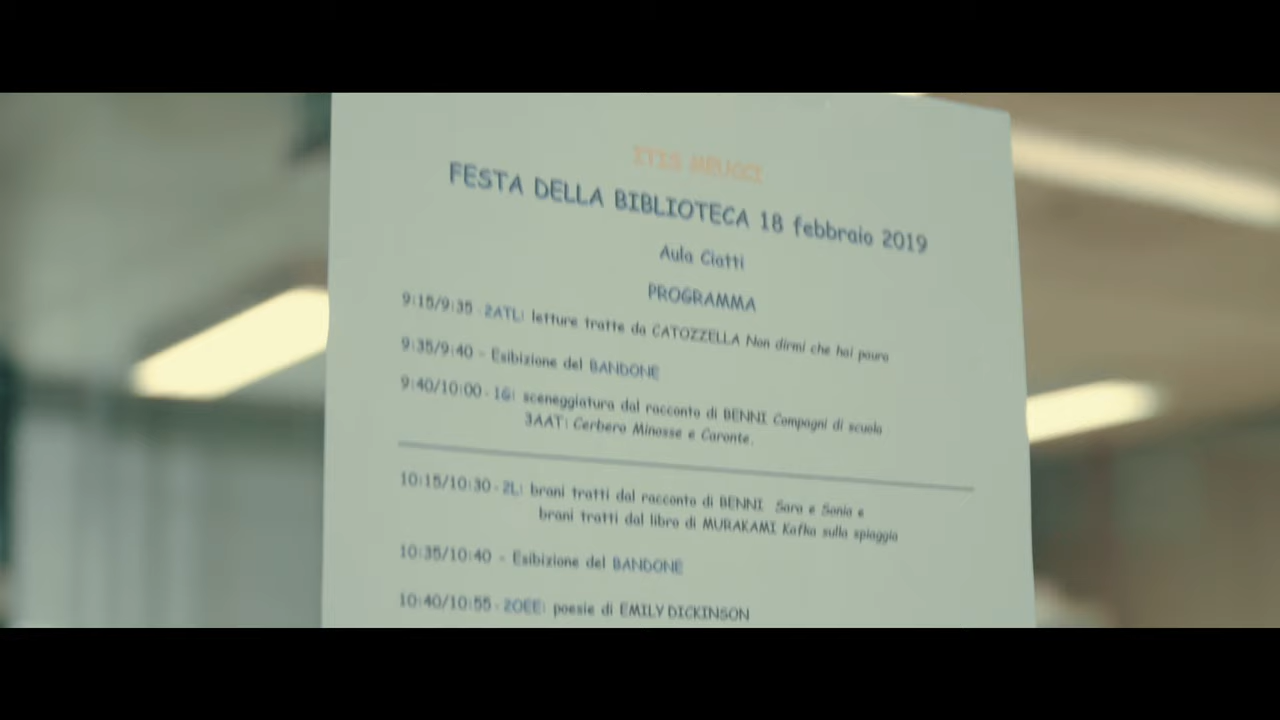 ITIS MEUCCI
FESTA DELLA BIBLIOTECA 18 febbraio 2019
Aula Ciatti
PROGRAMMA
9:15/9:35 - 2ATL: letture tratte da CATOZZELLA Non dirmi che hai paura
9:35/9:40 - Esibizione del BANDONE
9:40/10:00 - 1G: sceneggiatura dal racconto di BENNI Compagni di scuola
3AAT: Cerbero Minosse e Caronte.
10:15/10:30 - 2L: brani tratti dal racconto di BENNI Sara e Sonia e
brani tratti dal libro di MURAKAMI Kafka sulla spiaggia
10:35/10:40 - Esibizione del BANDONE
10:40/10:55 - 2OEE: poesie di EMILY DICKINSON